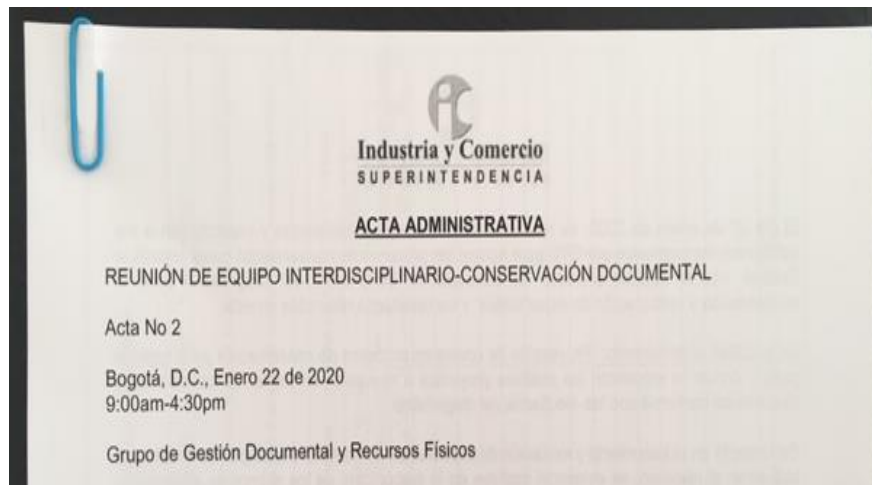 Industria y Comercio
SUPERINTENDENCIA
ACTA ADMINISTRATIVA
REUNIÓN DE EQUIPO INTERDISCIPLINARIO-CONSERVACIÓN DOCUMENTAL
Acta No 2
Bogotá, D.C., Enero 22 de 2020
9:00am-4:30pm
Grupo de Gestión Documental y Recursos Físicos